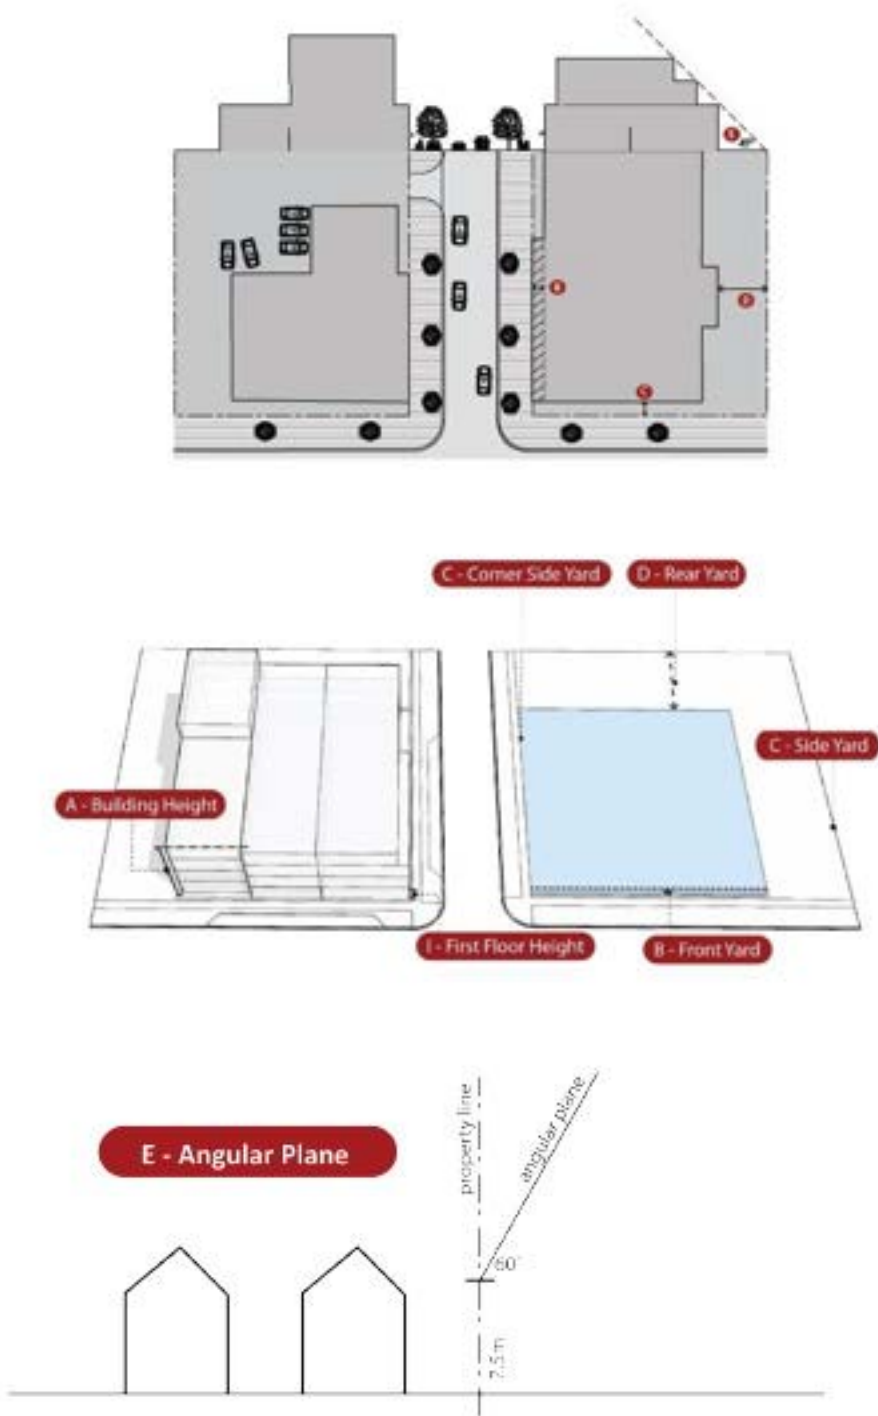 C - Corner Side Yard
D - Rear Yard
C - Side Yard
A - Building Height
I - First Floor Height
B - Front Yard
E - Angular Plane
property line
angular plane
60°
7.5m